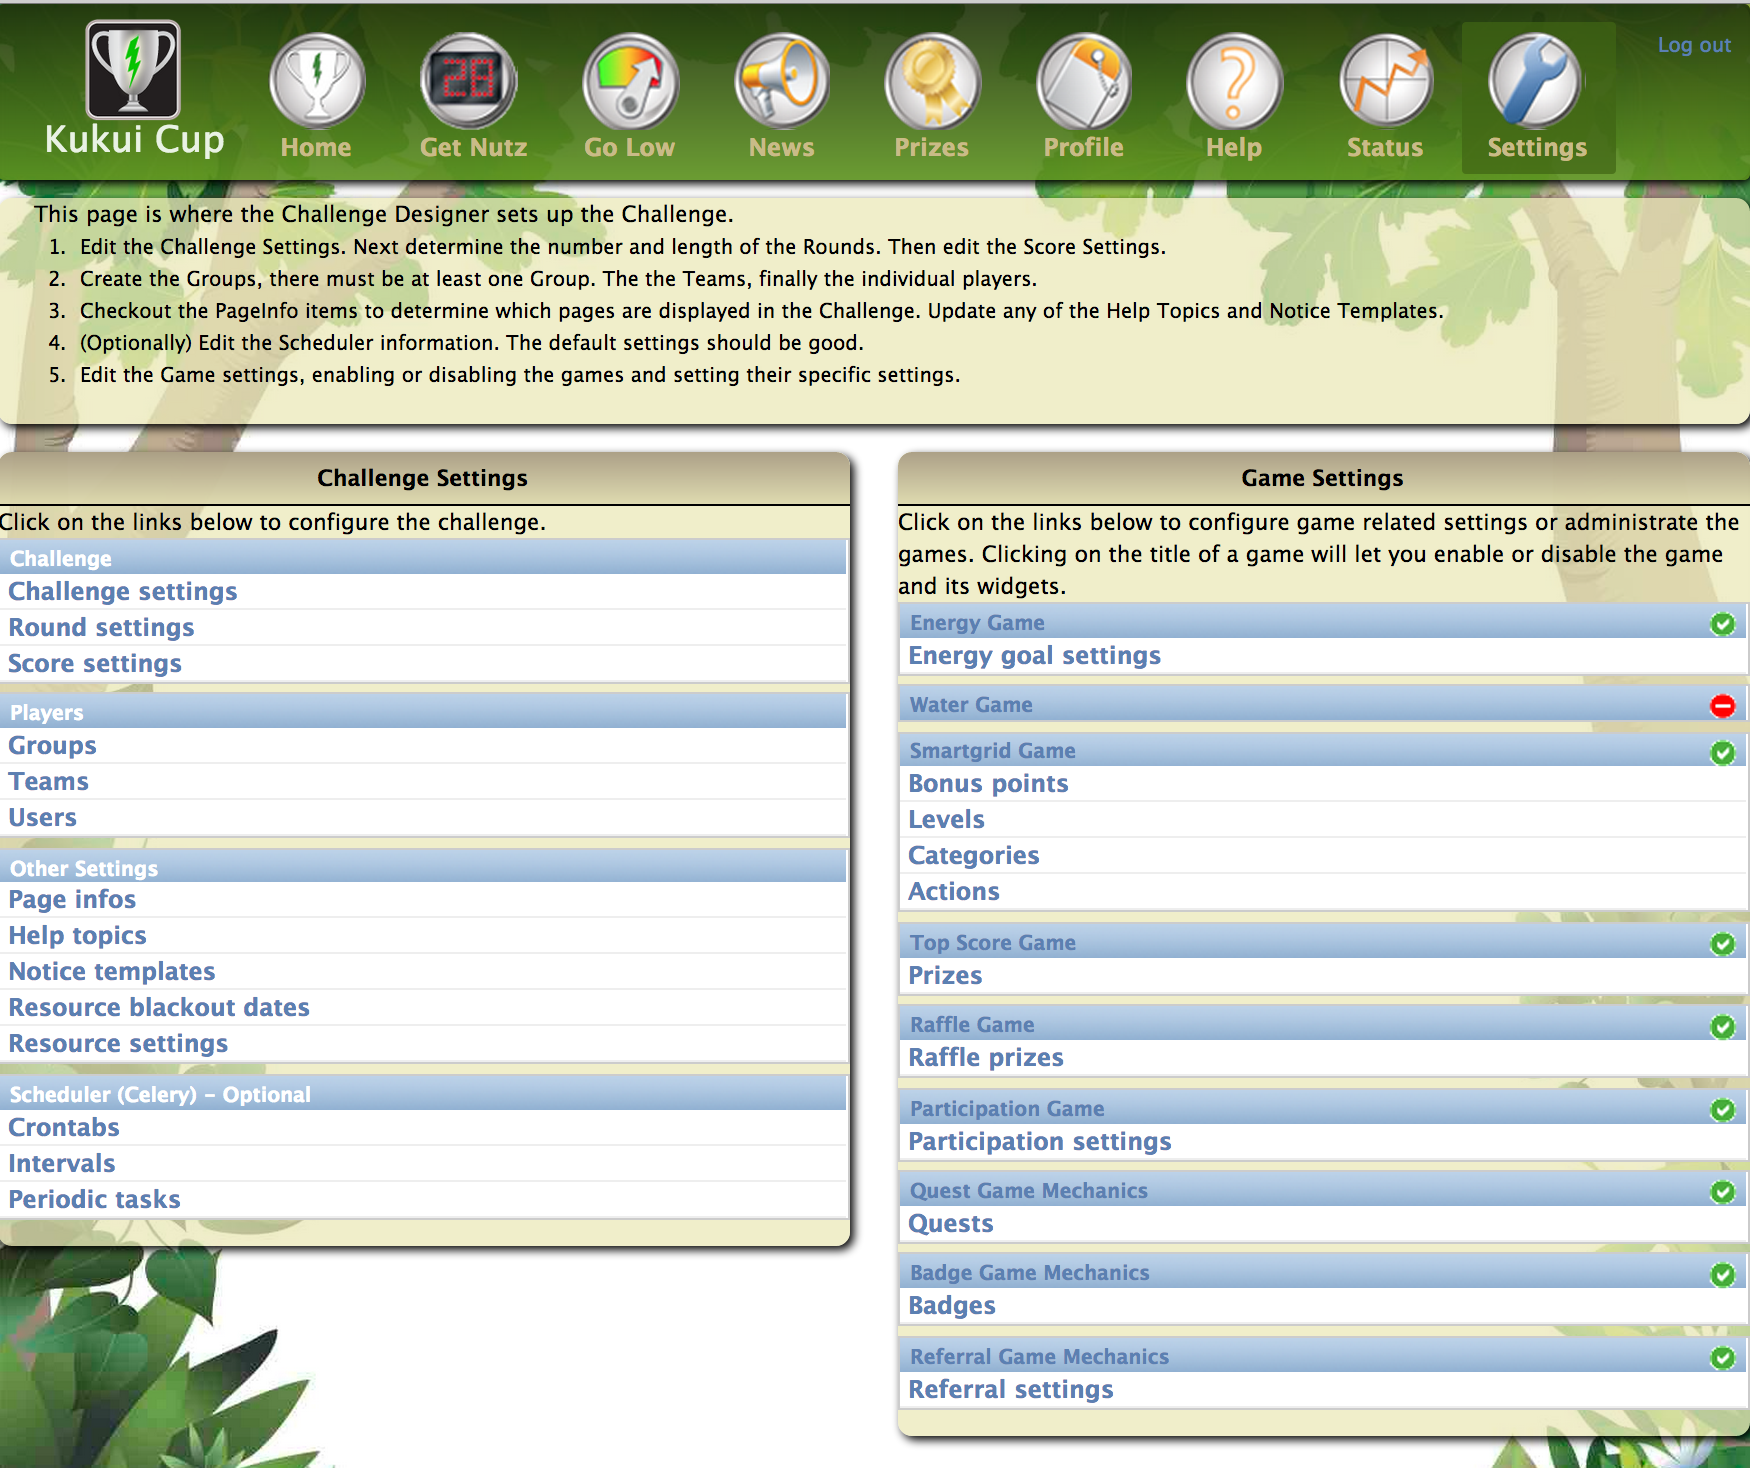 Kukui Cup
Home
28
Get Nutz
Go Low
News
Prizes
Profile
?
Help
Status
Settings
Log out
This page is where the Challenge Designer sets up the Challenge.
1. Edit the Challenge Settings. Next determine the number and length of the Rounds. Then edit the Score Settings.
2. Create the Groups, there must be at least one Group. The the Teams, finally the individual players.
3. Checkout the PageInfo items to determine which pages are displayed in the Challenge. Update any of the Help Topics and Notice Templates.
4. (Optionally) Edit the Scheduler information. The default settings should be good.
5. Edit the Game settings, enabling or disabling the games and setting their specific settings.
Challenge Settings
Click on the links below to configure the challenge.
Challenge
Challenge settings
Round settings
Score settings
Players
Groups
Teams
Users
Other Settings
Page infos
Help topics
Notice templates
Resource blackout dates
Resource settings
Scheduler (Celery) – Optional
Crontabs
Intervals
Periodic tasks
Game Settings
Click on the links below to configure game related settings or administrate the
games. Clicking on the title of a game will let you enable or disable the game
and its widgets.
Energy Game
Energy goal settings
Water Game
Smartgrid Game
Bonus points
Levels
Categories
Actions
Top Score Game
Prizes
Raffle Game
Raffle prizes
Participation Game
Participation settings
Quest Game Mechanics
Quests
Badge Game Mechanics
Badges
Referral Game Mechanics
Referral settings